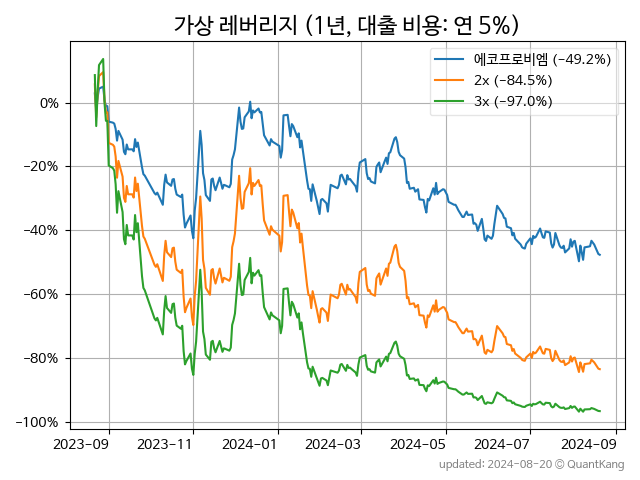 가상 레버리지 (1년, 대출 비용: 연 5%)
에코프로비엠 (−49.2%)
2x (−84.5%)
3x (−97.0%)
0%
−20%
−40%
−60%
−80%
−100%
2023-09 2023-11 2024-01 2024-03 2024-05 2024-07 2024-09
updated: 2024-08-20 © QuantKang